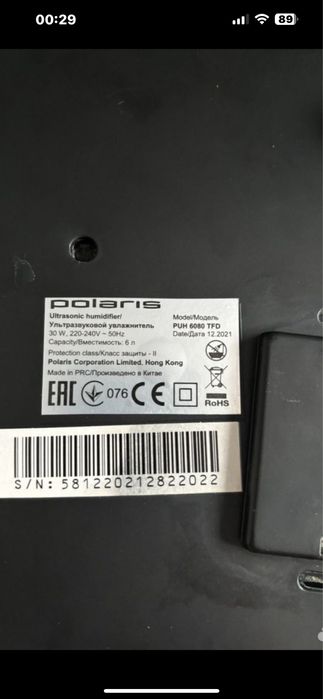 00:29
89
polaris
Ultrasonic humidifier/
Ультразвуковой увлажнитель
30 W, 220-240V ~ 50Hz
Capacity/Вместимость: 6 л
Protection class/Класс защиты - II
Polaris Corporation Limited, Hong Kong
Made in PRC/Произведено в Китае
Model/Модель
PUH 6080 TFD
Date/Дата 12.2021
EAC 076 CE
RoHS
S/N: 581220212822022